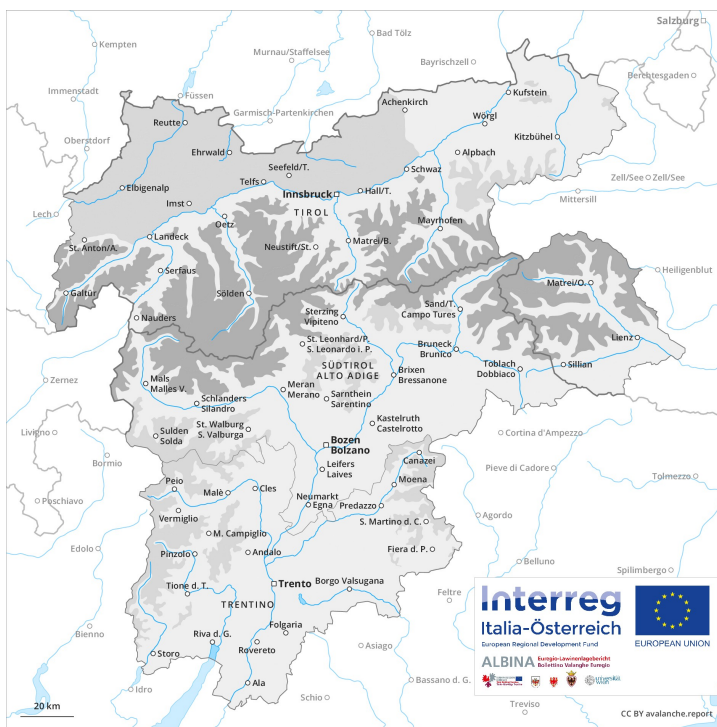 Salzburg
Kempten
Bad Tölz
Murnau/Staffelsee
Bayrischzell
Berchtesgaden
Immenstadt
Füssen
Kufstein
Achenkirch
Garmisch-Partenkirchen
Wörgl
Reutte
Oberstdorf
Kitzbühel
Ehrwald
Alpbach
Seefeld/T.
Schwaz
Telfs
Zell/See
Zell/See
Elbigenalp
Innsbruck
Hall/T.
Mittersill
Imst
Lech
TIROL
Oetz
Mayrhofen
Landeck
Matrei/B.
St. Anton/A.
Neustift/St.
Serfaus
Heiligenblut
Matrei/O.
Galtür
Sölden
Sand/T.
Campo Tures
Nauders
Sterzing
Vipiteno
Lienz
St. Leonhard/P.
S. Leonardo i. P.
Bruneck
Brunico
Toblach
Dobbiaco
Sillian
SÜDTIROL
ALTO ADIGE
Brixen
Bressanone
Zernez
Mals
Malles V.
Meran
Merano
Schlanders
Silandro
Sarnthein
Sarentino
St. Walburg
S. Valburga
Kastelruth
Castelrotto
Livigno
Sulden
Solda
Cortina d'Ampezzo
Bozen
Bolzano
Bormio
Canazei
Leifers
Laives
Pieve di Cadore
Tolmezzo
Peio
Moena
Malè
Cles
Poschiavo
Neumarkt
Egna
Predazzo
Vermiglio
Agordo
S. Martino d. C.
M. Campiglio
Edolo
Pinzolo
Andalo
Fiera d. P.
Belluno
Spilimbergo
Tione d. T.
Trento
Borgo Valsugana
Feltre
TRENTINO
Bienno
Folgaria
Riva d. G.
Rovereto
Storo
Asiago
Bassano d. G.
Idro
Ala
Schio
Treviso
20 km
Interreg
Italia-Österreich
European Regional Development Fund
EUROPEAN UNION
ALBINA
Euregio-Lawinenlagebericht
Bollettino Valanghe Euregio
CC BY avalanche.report